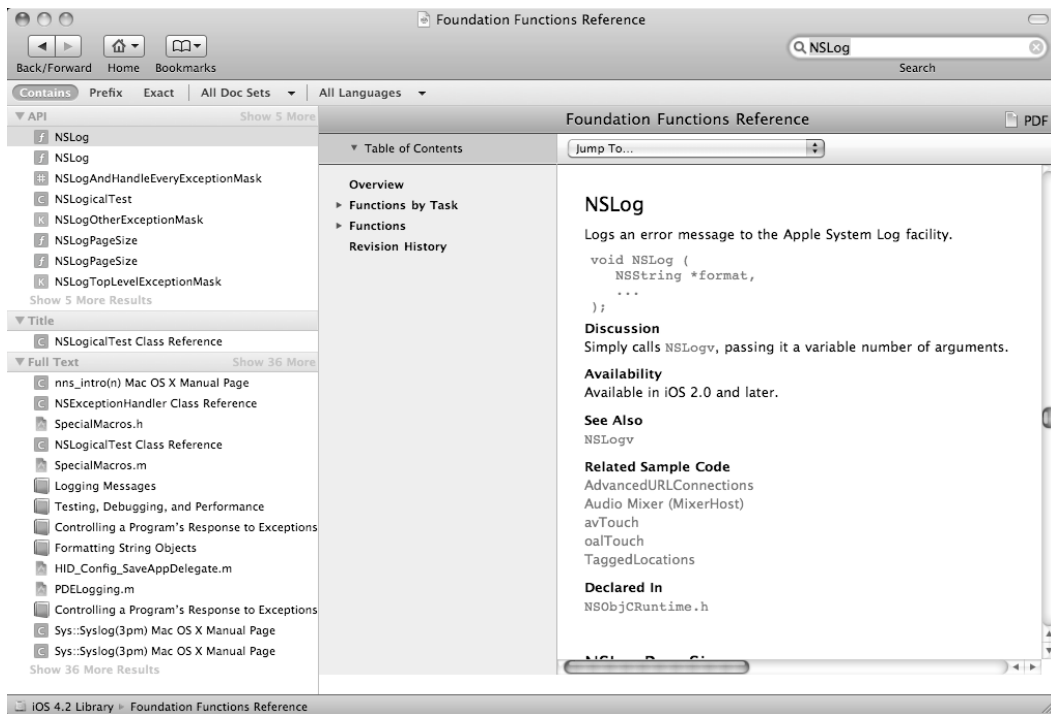 Foundation Functions Reference
Back/Forward Home Bookmarks
NSLog
Search
Contains Prefix Exact All Doc Sets All Languages
API Show 5 More
NSLog
NSLog
NSLogAndHandleEveryExceptionMask
NSLogicalTest
NSLogOtherExceptionMask
NSLogPageSize
NSLogPageSize
NSLogTopLevelExceptionMask
Show 5 More Results
Title
NSLogicalTest Class Reference
Full Text Show 36 More
nns_intro(n) Mac OS X Manual Page
NSExceptionHandler Class Reference
SpecialMacros.h
NSLogicalTest Class Reference
SpecialMacros.m
Logging Messages
Testing, Debugging, and Performance
Controlling a Program's Response to Exceptions
Formatting String Objects
HID_Config_SaveAppDelegate.m
PDELogging.m
Controlling a Program's Response to Exceptions
Sys::Syslog(3pm) Mac OS X Manual Page
Sys::Syslog(3pm) Mac OS X Manual Page
Show 36 More Results
Foundation Functions Reference PDF
Table of Contents
Jump To...
Overview
Functions by Task
Functions
Revision History
NSLog
Logs an error message to the Apple System Log facility.
void NSLog (
NSString *format,
...
);
Discussion
Simply calls NSLogv, passing it a variable number of arguments.
Availability
Available in iOS 2.0 and later.
See Also
NSLogv
Related Sample Code
AdvancedURLConnections
Audio Mixer (MixerHost)
avTouch
oalTouch
TaggedLocations
Declared In
NSObjCRuntime.h
iOS 4.2 Library Foundation Functions Reference